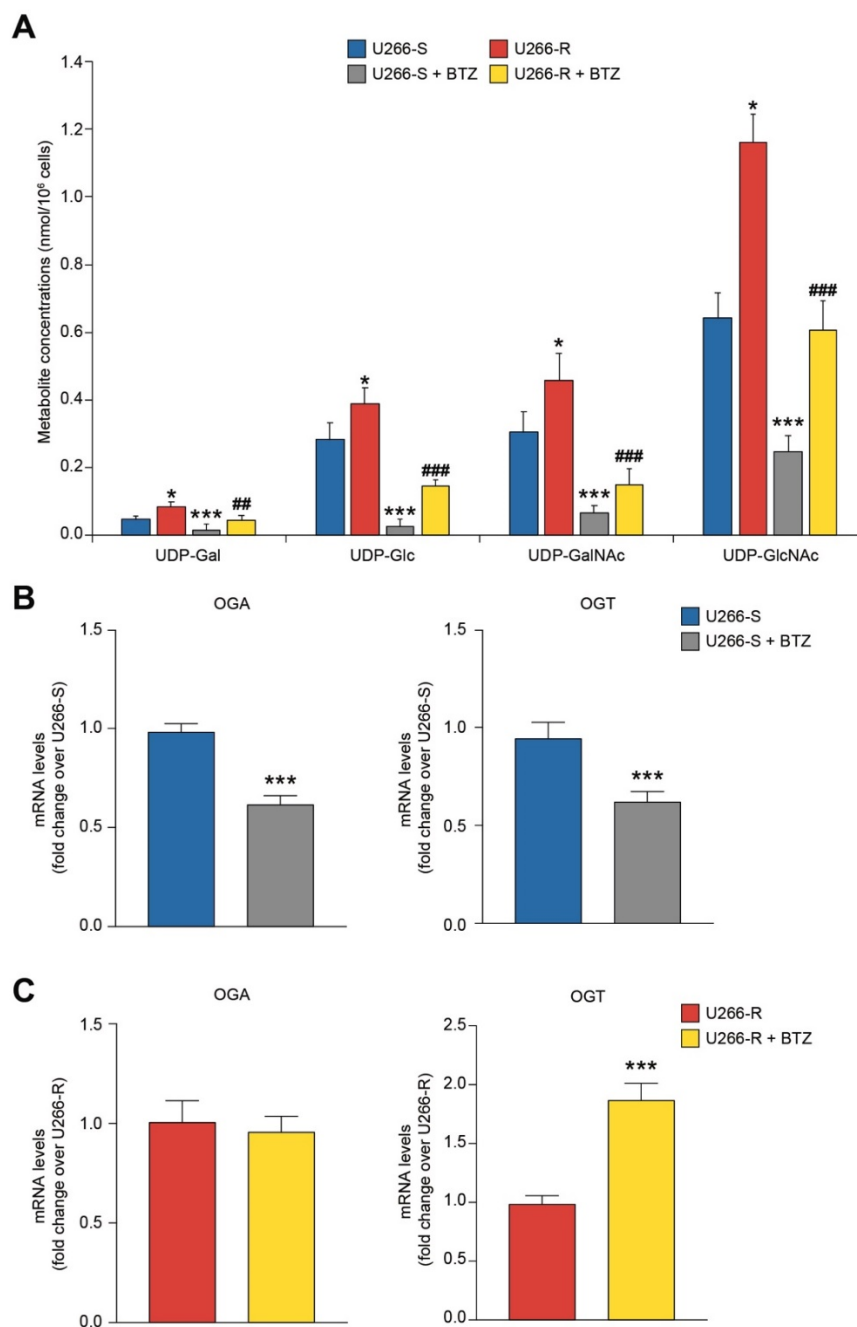 A
U266-S
U266-R
U266-S + BTZ
U266-R + BTZ
Metabolite concentrations (nmol/10⁶ cells)
1.4
1.2
1.0
0.8
0.6
0.4
0.2
0.0
*
***
##
*
***
###
*
***
###
*
***
###
UDP-Gal
UDP-Glc
UDP-GalNAc
UDP-GlcNAc
B
OGA
mRNA levels
(fold change over U266-S)
1.5
1.0
0.5
0.0
***
OGT
mRNA levels
(fold change over U266-S)
1.5
1.0
0.5
0.0
***
U266-S
U266-S + BTZ
C
OGA
mRNA levels
(fold change over U266-R)
1.5
1.0
0.5
0.0
OGT
mRNA levels
(fold change over U266-R)
2.5
2.0
1.5
1.0
0.5
0.0
***
U266-R
U266-R + BTZ